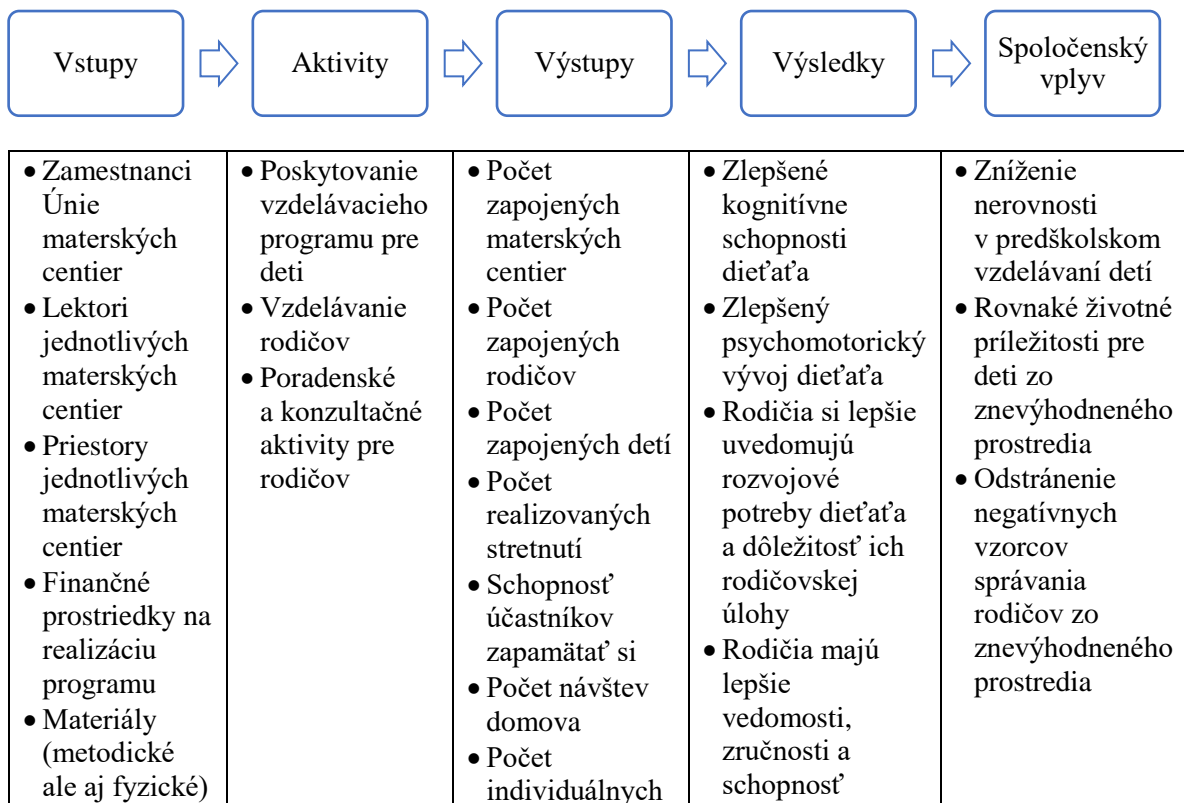 Vstupy
Aktivity
Výstupy
Výsledky
Spoločenský
vplyv
• Zamestnanci
Únie
materských
centier
• Lektori
jednotlivých
materských
centier
• Priestory
jednotlivých
materských
centier
• Finančné
prostriedky na
realizáciu
programu
• Materiály
(metodické
ale aj fyzické)
• Poskytovanie
vzdelávacieho
programu pre
deti
• Vzdelávanie
rodičov
• Poradenské
a konzultačné
aktivity pre
rodičov
• Počet
zapojených
materských
centier
• Počet
zapojených
rodičov
• Počet
zapojených detí
• Počet
realizovaných
stretnutí
• Schopnosť
účastníkov
zapamätať si
• Počet návštev
domova
• Počet
individuálnych
• Zlepšené
kognitívne
schopnosti
dieťaťa
• Zlepšený
psychomotorický
vývoj dieťaťa
• Rodičia si lepšie
uvedomujú
rozvojové
potreby dieťaťa
a dôležitosť ich
rodičovskej
úlohy
• Rodičia majú
lepšie
vedomosti,
zručnosti a
schopnosť
• Zníženie
nerovnosti
v predškolskom
vzdelávaní detí
• Rovnaké životné
príležitosti pre
deti zo
znevýhodneného
prostredia
• Odstránenie
negatívnych
vzorcov
správania
rodičov zo
znevýhodneného
prostredia